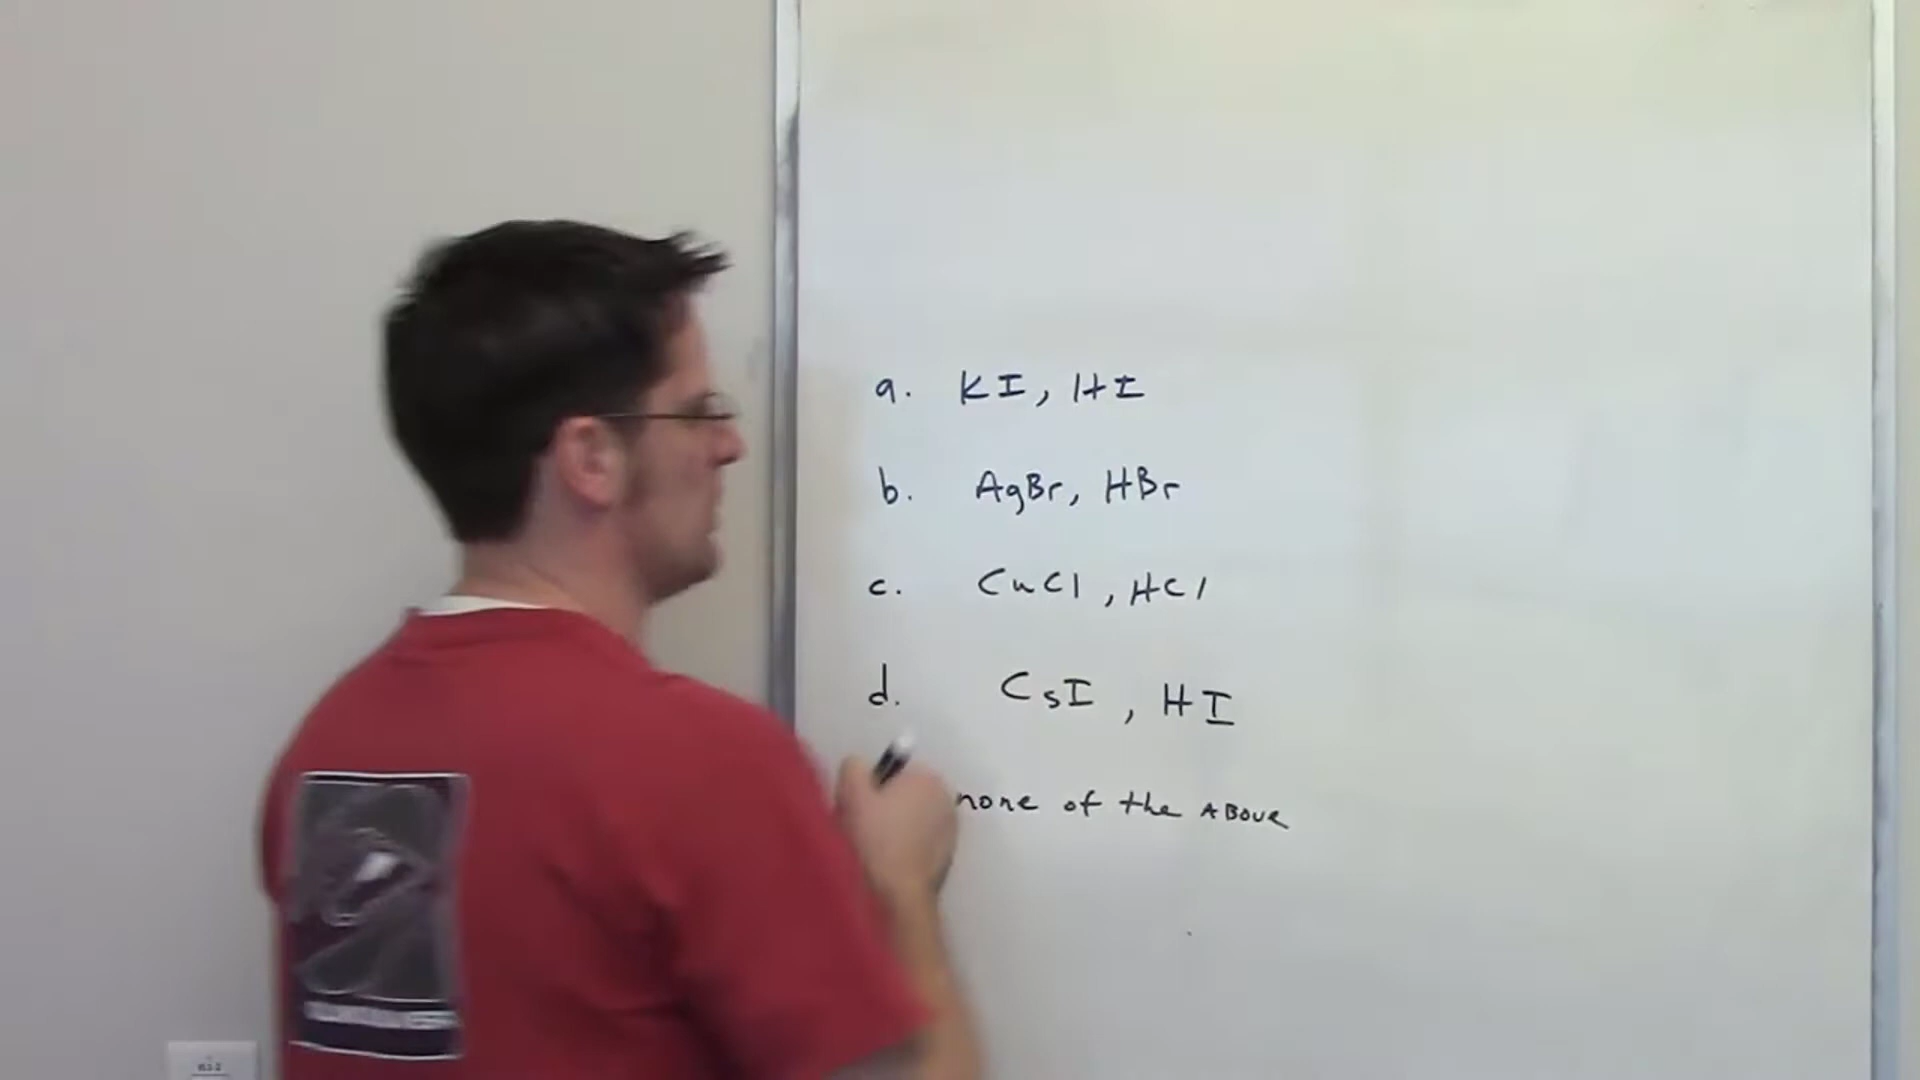 a. KI, HI
b. AgBr, HBr
c. CuCl, HCl
d. CsI, HI
none of the ABove